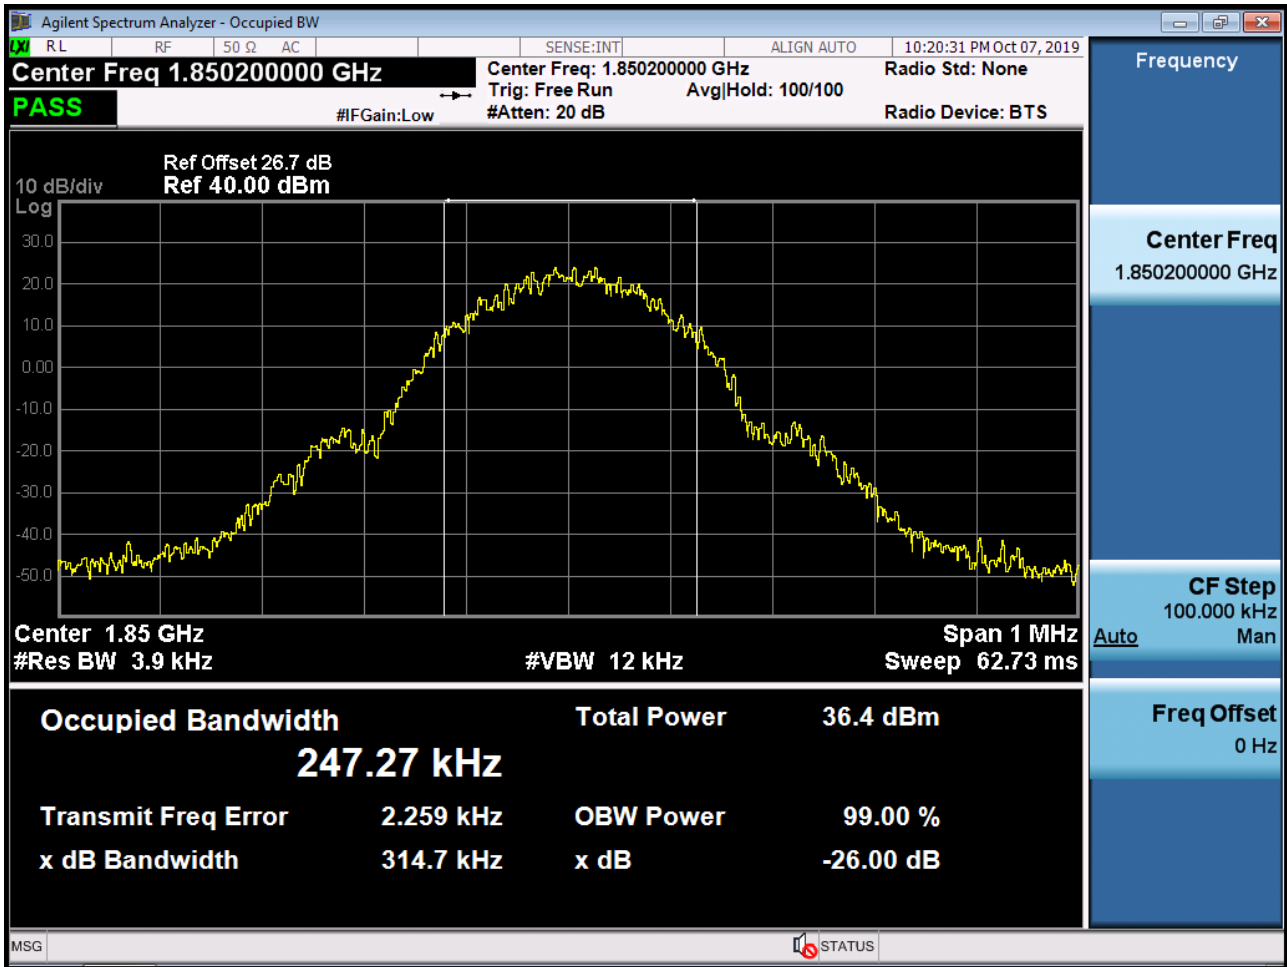 Agilent Spectrum Analyzer - Occupied BW
LXI RL RF 50 Ω AC SENSE:INT ALIGN AUTO 10:20:31 PM Oct 07, 2019
Center Freq 1.850200000 GHz
PASS
#IFGain:Low
Center Freq: 1.850200000 GHz
Trig: Free Run Avg|Hold: 100/100
#Atten: 20 dB
Radio Std: None
Radio Device: BTS
Ref Offset 26.7 dB
10 dB/div Ref 40.00 dBm
Log
30.0
20.0
10.0
0.00
-10.0
-20.0
-30.0
-40.0
-50.0
Center 1.85 GHz Span 1 MHz
#Res BW 3.9 kHz #VBW 12 kHz Sweep 62.73 ms
Occupied Bandwidth Total Power 36.4 dBm
247.27 kHz
Transmit Freq Error 2.259 kHz OBW Power 99.00 %
x dB Bandwidth 314.7 kHz x dB -26.00 dB
MSG STATUS
Frequency
Center Freq
1.850200000 GHz
CF Step
100.000 kHz
Auto Man
Freq Offset
0 Hz